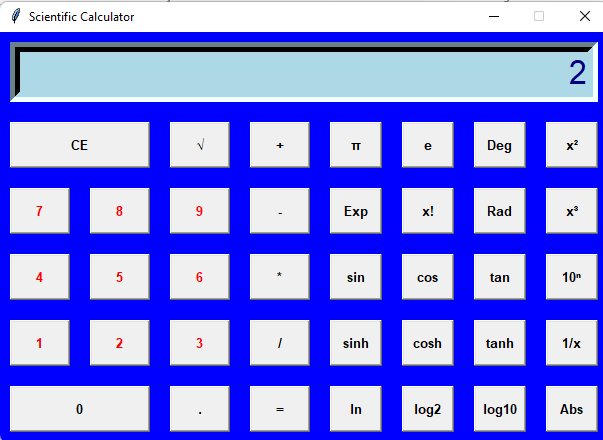 Scientific Calculator
2
CE √ + π e Deg x²
7 8 9 - Exp x! Rad x³
4 5 6 * sin cos tan 10ⁿ
1 2 3 / sinh cosh tanh 1/x
0 . = ln log2 log10 Abs